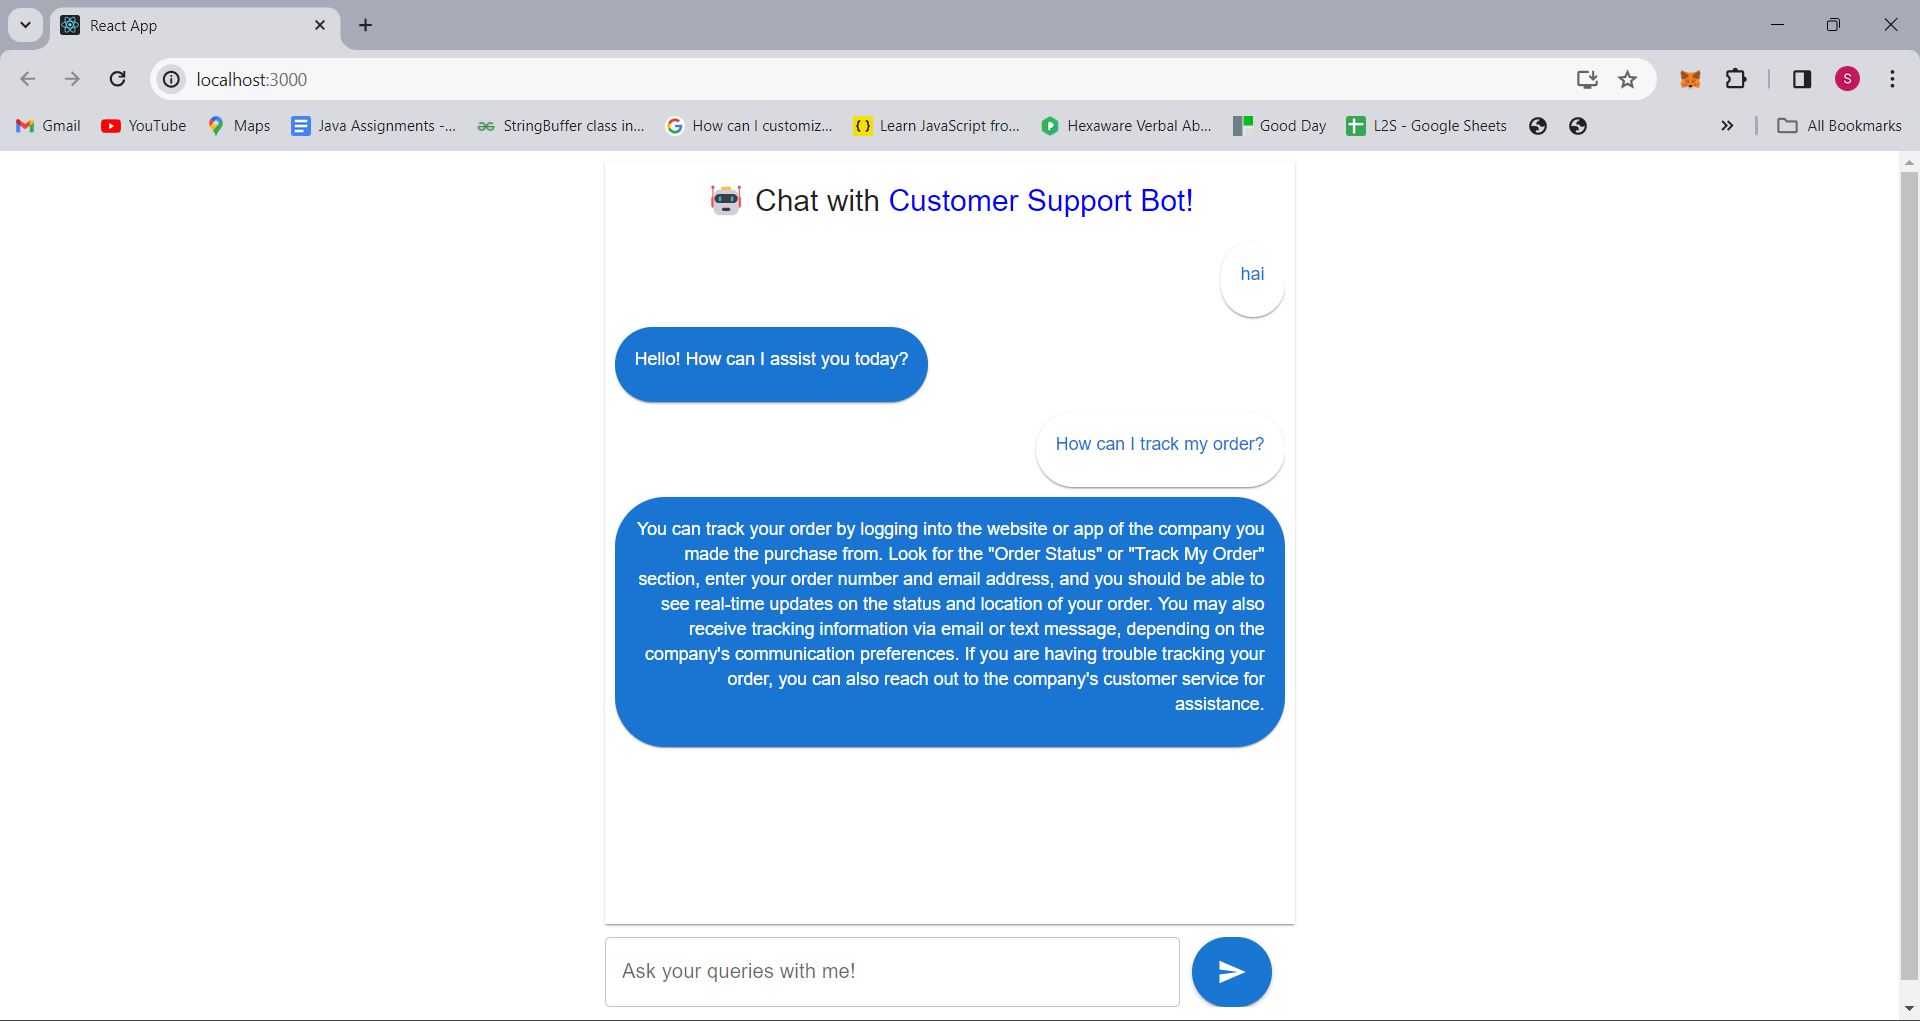 React App
localhost:3000
S
Gmail YouTube Maps Java Assignments -... StringBuffer class in... How can I customiz... Learn JavaScript fro... Hexaware Verbal Ab... Good Day L2S - Google Sheets All Bookmarks
Chat with Customer Support Bot!
hai
Hello! How can I assist you today?
How can I track my order?
You can track your order by logging into the website or app of the company you
made the purchase from. Look for the "Order Status" or "Track My Order"
section, enter your order number and email address, and you should be able to
see real-time updates on the status and location of your order. You may also
receive tracking information via email or text message, depending on the
company's communication preferences. If you are having trouble tracking your
order, you can also reach out to the company's customer service for
assistance.
Ask your queries with me!